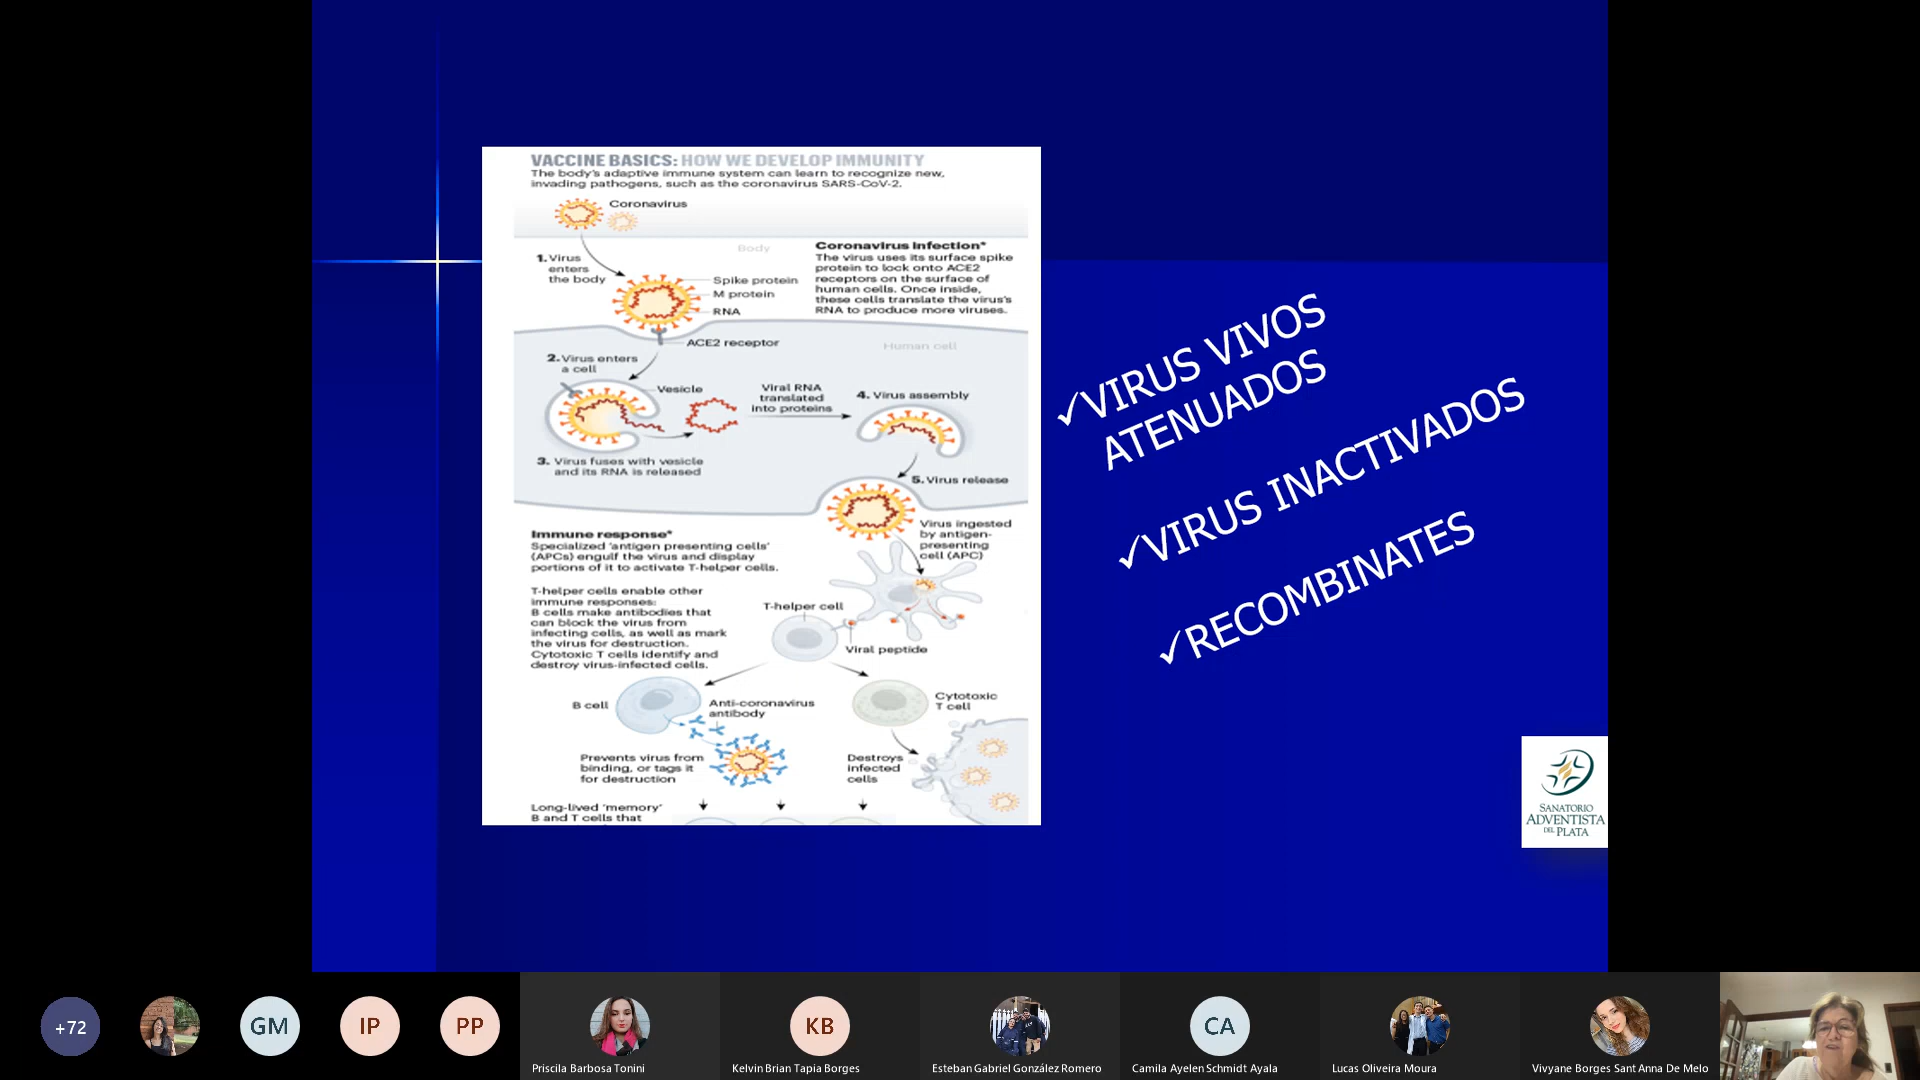 VACCINE BASICS: HOW WE DEVELOP IMMUNITY
The body's adaptive immune system can learn to recognize new,
invading pathogens, such as the coronavirus SARS-CoV-2.
Coronavirus
Body
1. Virus
enters
the body
Spike protein
M protein
RNA
Coronavirus infection*
The virus uses its surface spike
protein to lock onto ACE2
receptors on the surface of
human cells. Once inside,
these cells translate the virus's
RNA to produce more viruses.
ACE2 receptor
Human cell
2. Virus enters
a cell
Vesicle
Viral RNA
translated
into proteins
4. Virus assembly
3. Virus fuses with vesicle
and its RNA is released
5. Virus release
Immune response*
Specialized 'antigen presenting cells'
(APCs) engulf the virus and display
portions of it to activate T-helper cells.
Virus ingested
by antigen-
presenting
cell (APC)
T-helper cells enable other
immune responses:
B cells make antibodies that
can block the virus from
infecting cells, as well as mark
the virus for destruction.
Cytotoxic T cells identify and
destroy virus-infected cells.
T-helper cell
Viral peptide
B cell
Anti-coronavirus
antibody
Cytotoxic
T cell
Prevents virus from
binding, or tags it
for destruction
Destroys
infected
cells
Long-lived 'memory'
B and T cells that
✓VIRUS VIVOS
ATENUADOS
✓VIRUS INACTIVADOS
✓RECOMBINATES
SANATORIO
ADVENTISTA
DEL PLATA
+72
GM
IP
PP
KB
CA
Priscila Barbosa Tonini
Kelvin Brian Tapia Borges
Esteban Gabriel González Romero
Camila Ayelen Schmidt Ayala
Lucas Oliveira Moura
Vivyane Borges Sant Anna De Melo